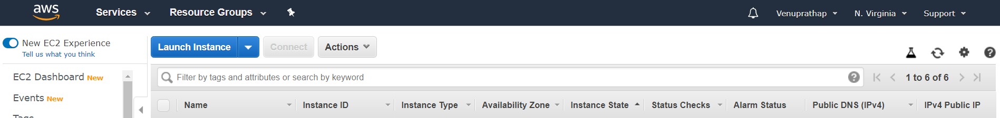 aws Services Resource Groups Venuprathap N. Virginia Support
New EC2 Experience
Tell us what you think
EC2 Dashboard New
Events New
Tags
Launch Instance Connect Actions
Filter by tags and attributes or search by keyword ? 1 to 6 of 6
Name Instance ID Instance Type Availability Zone Instance State Status Checks Alarm Status Public DNS (IPv4) IPv4 Public IP